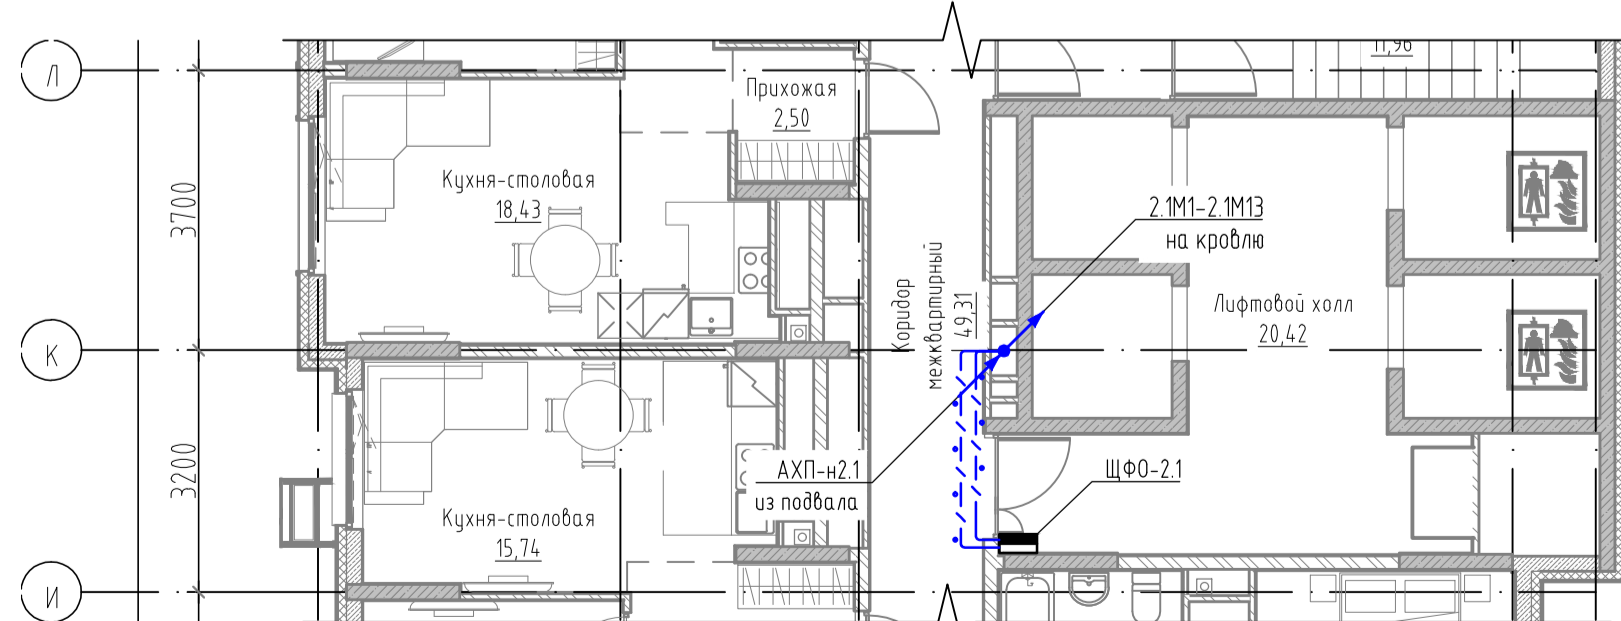 11,96
Л
Прихожая
2,50
3700
Кухня-столовая
18,43
2.1М1-2.1М13
на кровлю
Коридор
межквартирный
49,31
Лифтовой холл
20,42
К
3200
АХП-н2.1
из подвала
ЩФО-2.1
Кухня-столовая
15,74
И